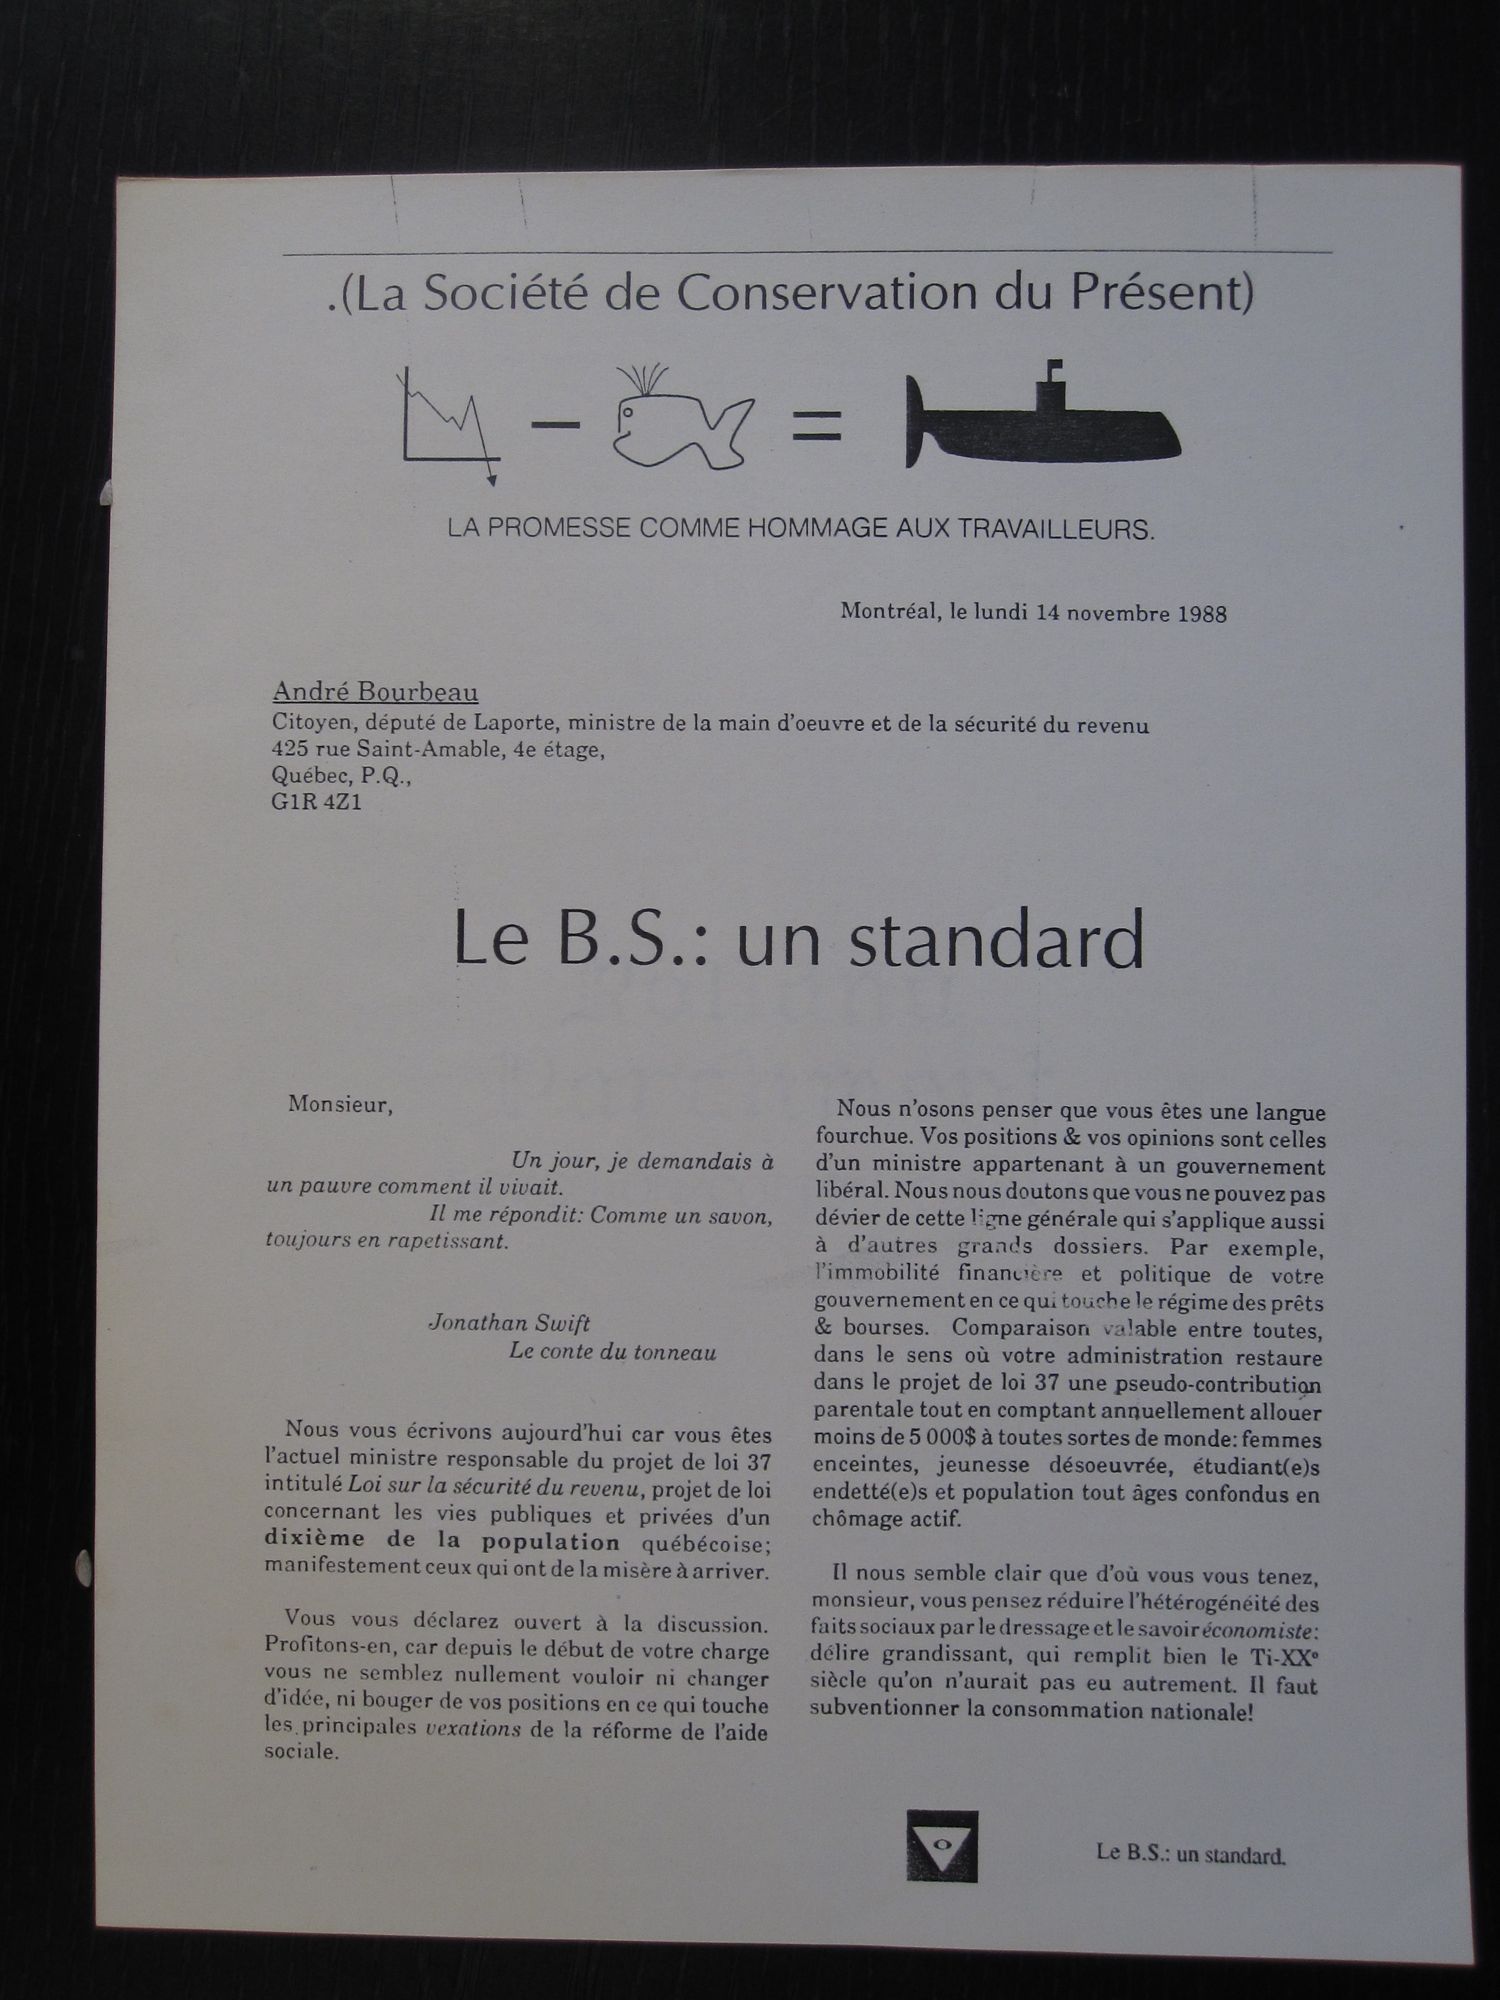 .(La Société de Conservation du Présent)
LA PROMESSE COMME HOMMAGE AUX TRAVAILLEURS.
Montréal, le lundi 14 novembre 1988
André Bourbeau
Citoyen, député de Laporte, ministre de la main d'oeuvre et de la sécurité du revenu
425 rue Saint-Amable, 4e étage,
Québec, P.Q.,
G1R 4Z1
Le B.S.: un standard
Monsieur,
Un jour, je demandais à
un pauvre comment il vivait.
Il me répondit: Comme un savon,
toujours en rapetissant.
Jonathan Swift
Le conte du tonneau
Nous vous écrivons aujourd'hui car vous êtes
l'actuel ministre responsable du projet de loi 37
intitulé Loi sur la sécurité du revenu, projet de loi
concernant les vies publiques et privées d'un
dixième de la population québécoise;
manifestement ceux qui ont de la misère à arriver.
Vous vous déclarez ouvert à la discussion.
Profitons-en, car depuis le début de votre charge
vous ne semblez nullement vouloir ni changer
d'idée, ni bouger de vos positions en ce qui touche
les principales vexations de la réforme de l'aide
sociale.
Nous n'osons penser que vous êtes une langue
fourchue. Vos positions & vos opinions sont celles
d'un ministre appartenant à un gouvernement
libéral. Nous nous doutons que vous ne pouvez pas
dévier de cette ligne générale qui s'applique aussi
à d'autres grands dossiers. Par exemple,
l'immobilité financière et politique de votre
gouvernement en ce qui touche le régime des prêts
& bourses. Comparaison valable entre toutes,
dans le sens où votre administration restaure
dans le projet de loi 37 une pseudo-contribution
parentale tout en comptant annuellement allouer
moins de 5 000$ à toutes sortes de monde: femmes
enceintes, jeunesse désoeuvrée, étudiant(e)s
endetté(e)s et population tout âges confondus en
chômage actif.
Il nous semble clair que d'où vous vous tenez,
monsieur, vous pensez réduire l'hétérogénéité des
faits sociaux par le dressage et le savoir économiste:
délire grandissant, qui remplit bien le Ti-XXe
siècle qu'on n'aurait pas eu autrement. Il faut
subventionner la consommation nationale!
Le B.S.: un standard.